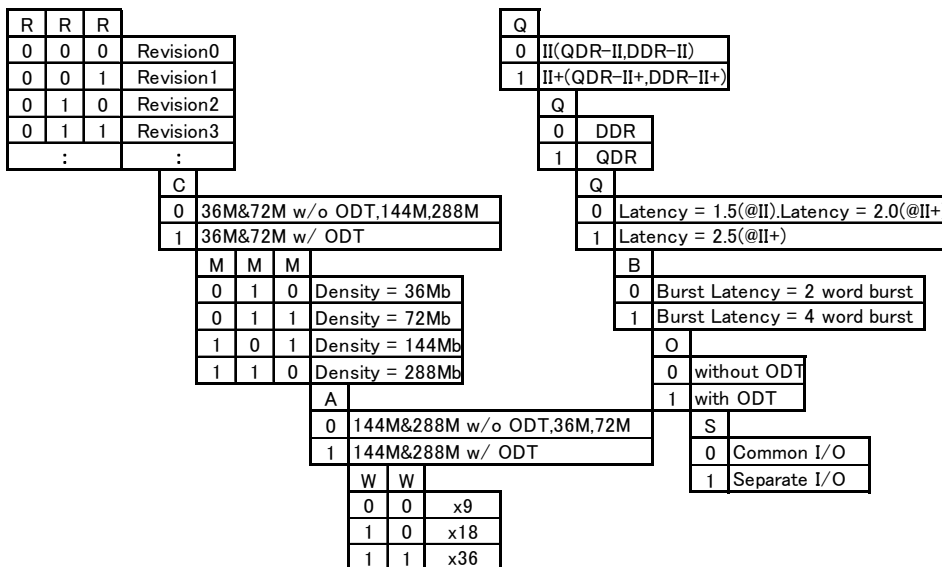 R R R
0 0 0 Revision0
0 0 1 Revision1
0 1 0 Revision2
0 1 1 Revision3
: :
C
0 36M&72M w/o ODT,144M,288M
1 36M&72M w/ ODT
M M M
0 1 0 Density = 36Mb
0 1 1 Density = 72Mb
1 0 1 Density = 144Mb
1 1 0 Density = 288Mb
A
0 144M&288M w/o ODT,36M,72M
1 144M&288M w/ ODT
W W
0 0 x9
1 0 x18
1 1 x36
Q
0 II(QDR-II,DDR-II)
1 II+(QDR-II+,DDR-II+)
Q
0 DDR
1 QDR
Q
0 Latency = 1.5(@II).Latency = 2.0(@II+
1 Latency = 2.5(@II+)
B
0 Burst Latency = 2 word burst
1 Burst Latency = 4 word burst
O
0 without ODT
1 with ODT
S
0 Common I/O
1 Separate I/O